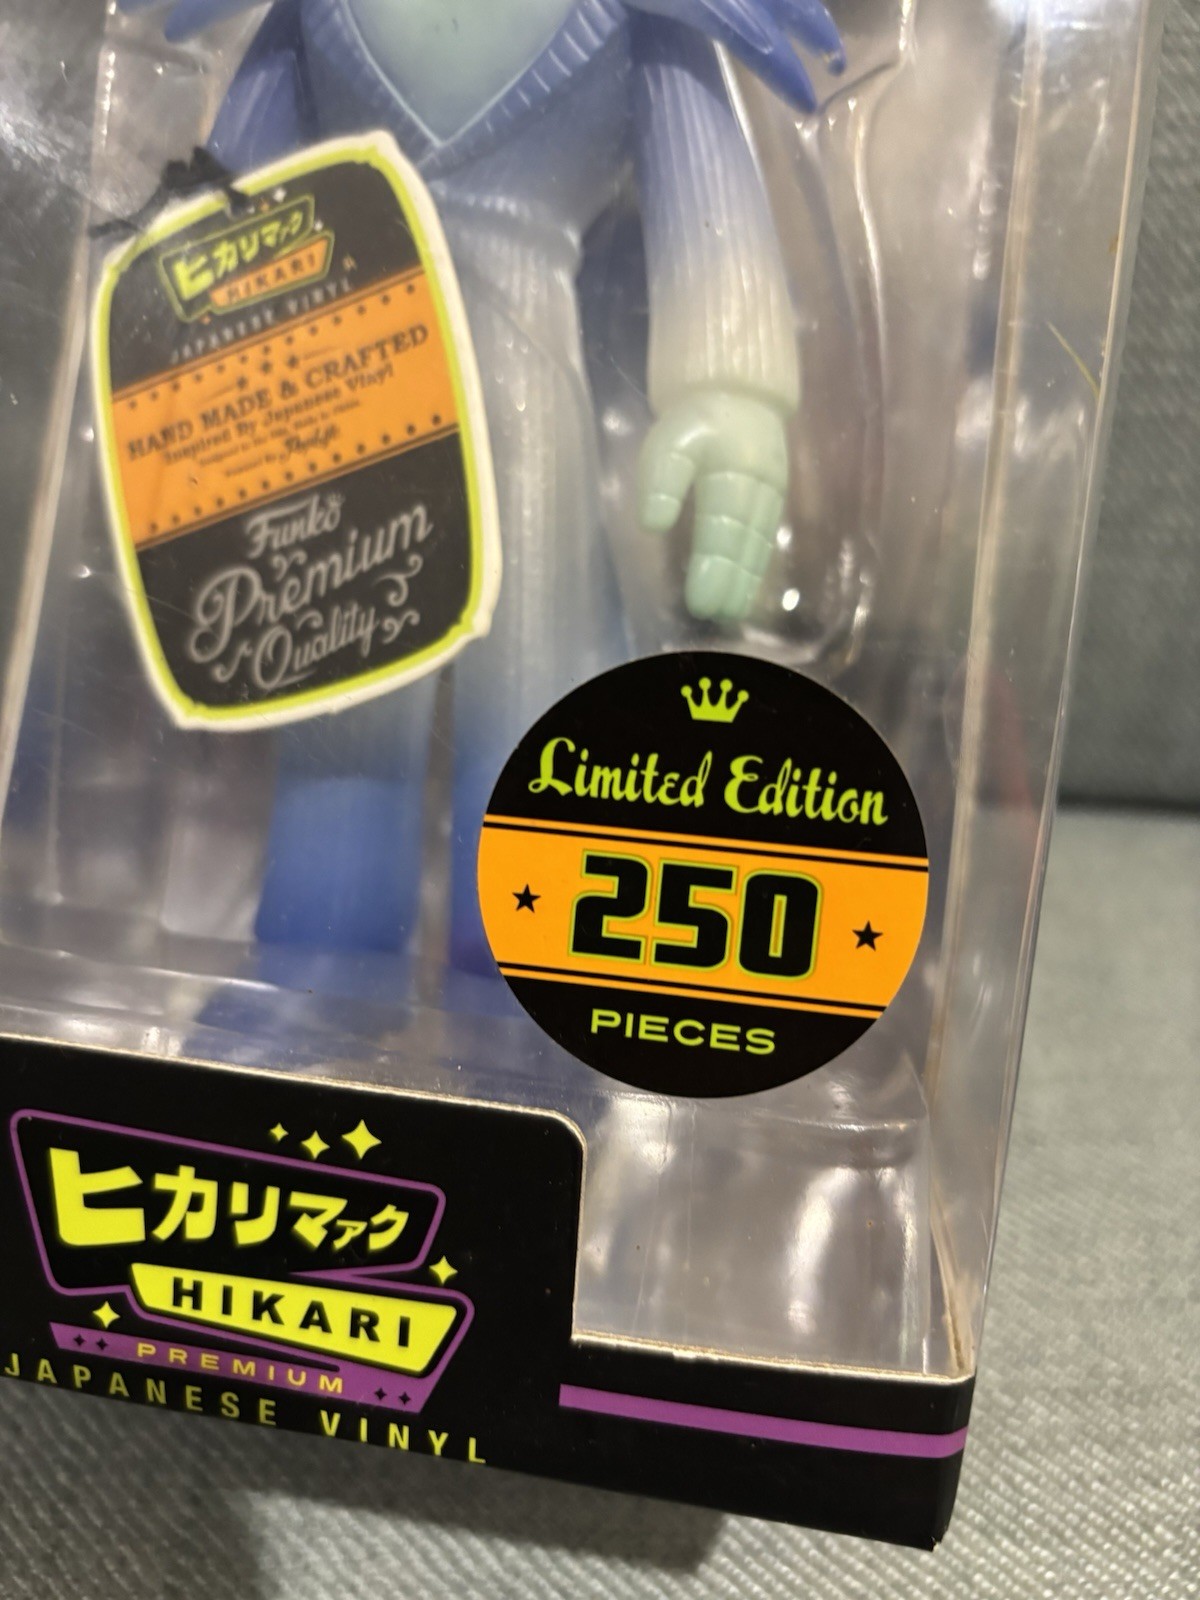 ヒカリマァク
HIKARI
JAPANESE VINYL
HAND MADE & CRAFTED
Inspired By Japanese Vinyl
Funko
Premium
Quality
Limited Edition
250
PIECES
ヒカリマァク
HIKARI
PREMIUM
JAPANESE VINYL